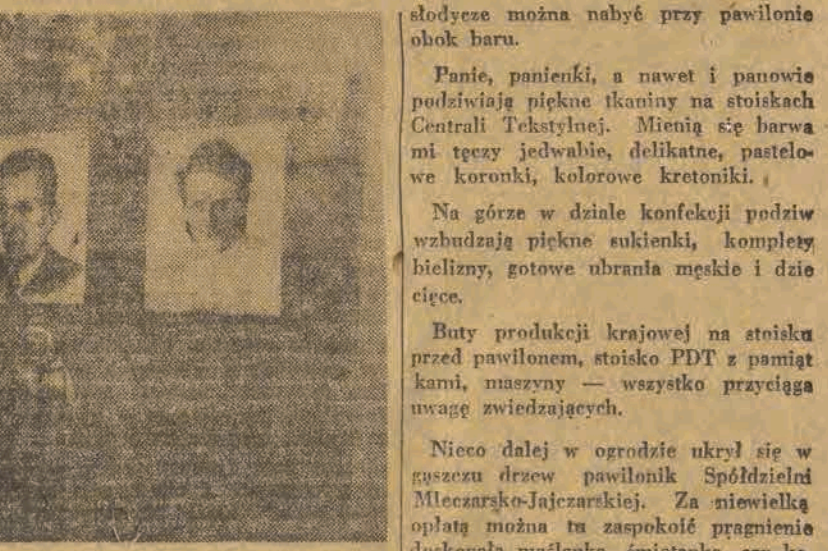 słodycze można nabyć przy pawilonie
obok baru.
Panie, panienki, a nawet i panowie
podziwiają piękne tkaniny na stoiskach
Centrali Tekstylnej. Mienią się barwa
mi tęczy jedwabie, delikatne, pastelo-
we koronki, kolorowe kretoniki.
Na górze w dziale konfekcji podziw
wzbudzają piękne sukienki, komplety
bielizny, gotowe ubrania męskie i dzie
cięce.
Buty produkcji krajowej na stoisku
przed pawilonem, stoisko PDT z pamiąt
kami, maszyny — wszystko przyciąga
uwagę zwiedzających.
Nieco dalej w ogrodzie ukrył się w
gąszczu drzew pawilonik Spółdzielni
Mleczarsko-Jajczarskiej. Za niewielką
opłatą można tu zaspokoić pragnienie